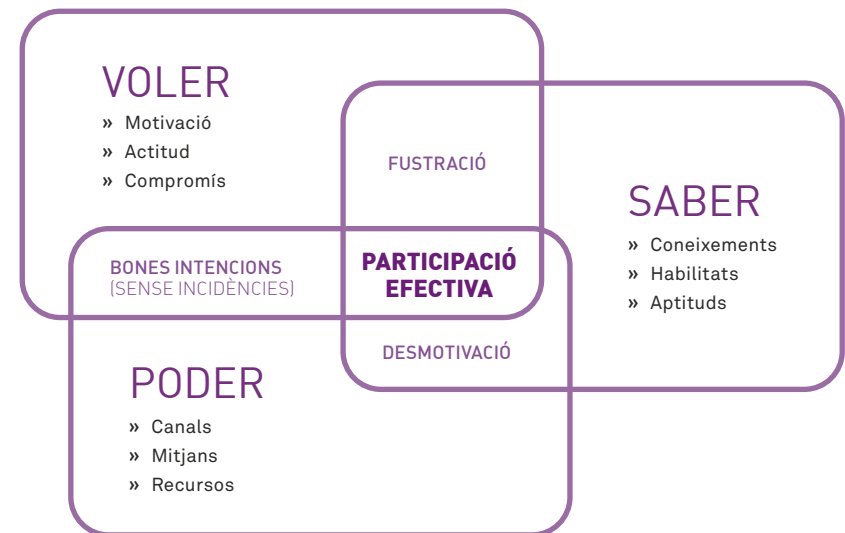 VOLER
» Motivació
» Actitud
» Compromís
FUSTRACIÓ
SABER
» Coneixements
» Habilitats
» Aptituds
BONES INTENCIONS
(SENSE INCIDÈNCIES)
PARTICIPACIÓ
EFECTIVA
DESMOTIVACIÓ
PODER
» Canals
» Mitjans
» Recursos